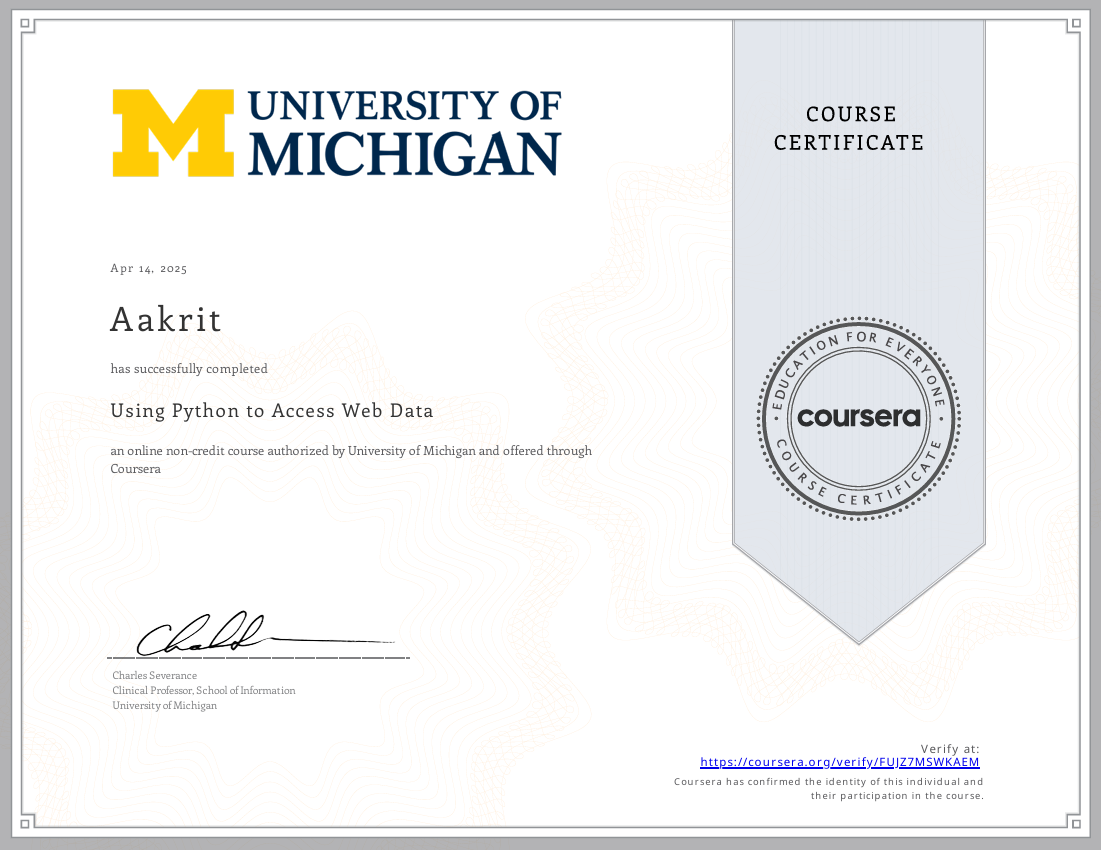 UNIVERSITY OF
MICHIGAN
COURSE
CERTIFICATE
Apr 14, 2025
Aakrit
has successfully completed
Using Python to Access Web Data
an online non-credit course authorized by University of Michigan and offered through
Coursera
EDUCATION FOR EVERYONE
coursera
COURSE CERTIFICATE
Charles Severance
Clinical Professor, School of Information
University of Michigan
Verify at:
https://coursera.org/verify/FUJZ7MSWKAEM
Coursera has confirmed the identity of this individual and
their participation in the course.